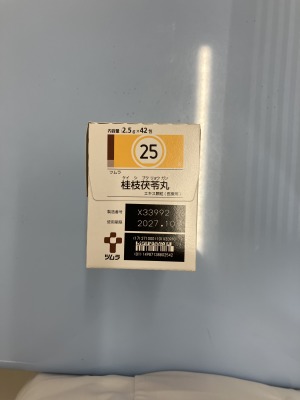 内容量 2.5g×42包
25
ツムラ
ケイ シ ブク リョウ ガン
桂枝茯苓丸
エキス顆粒(医療用)
製造番号 X33992
使用期限 2027.10
ツムラ